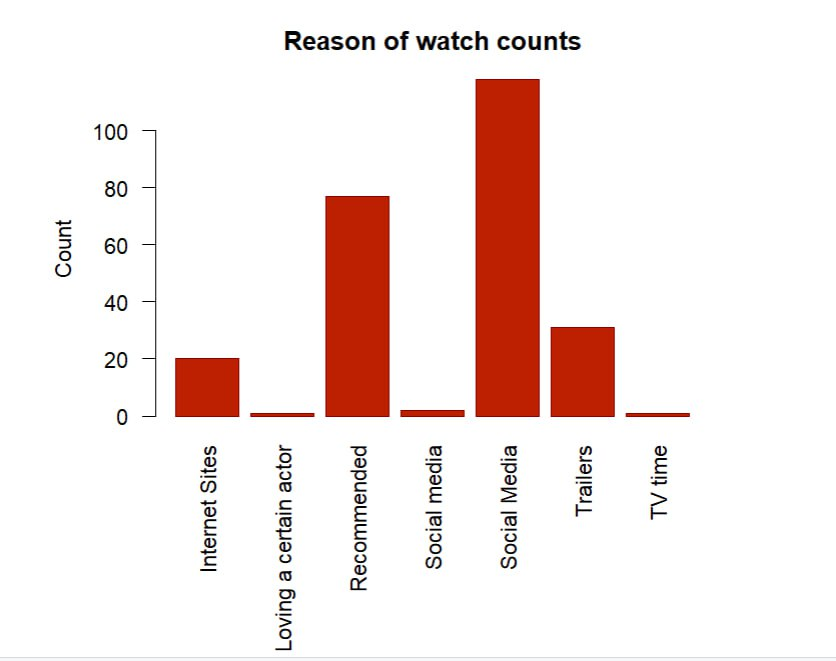 Reason of watch counts
Count
100
80
60
40
20
0
Internet Sites
Loving a certain actor
Recommended
Social media
Social Media
Trailers
TV time